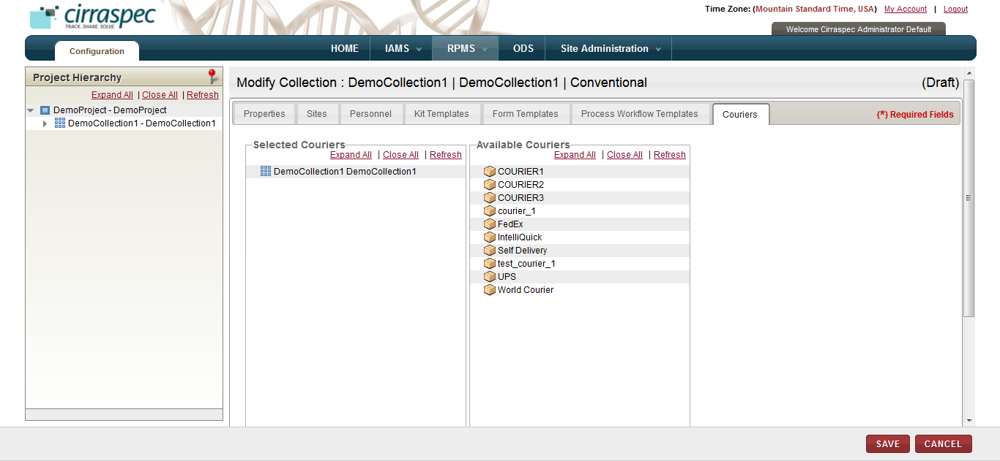 cirraspec
TRACK. SHARE. SOLVE.
Time Zone: (Mountain Standard Time, USA) My Account | Logout
Welcome Cirraspec Administrator Default
Configuration
HOME IAMS RPMS ODS Site Administration
Project Hierarchy
Expand All | Close All | Refresh
DemoProject - DemoProject
DemoCollection1 - DemoCollection1
Modify Collection : DemoCollection1 | DemoCollection1 | Conventional (Draft)
Properties Sites Personnel Kit Templates Form Templates Process Workflow Templates Couriers (*) Required Fields
Selected Couriers
Expand All | Close All | Refresh
DemoCollection1 DemoCollection1
Available Couriers
Expand All | Close All | Refresh
COURIER1
COURIER2
COURIER3
courier_1
FedEx
IntelliQuick
Self Delivery
test_courier_1
UPS
World Courier
SAVE CANCEL